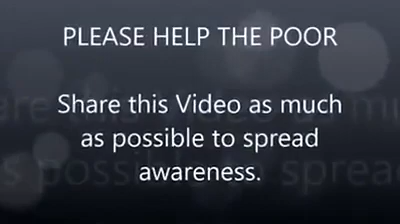 PLEASE HELP THE POOR
Share this Video as much
as possible to spread
awareness.